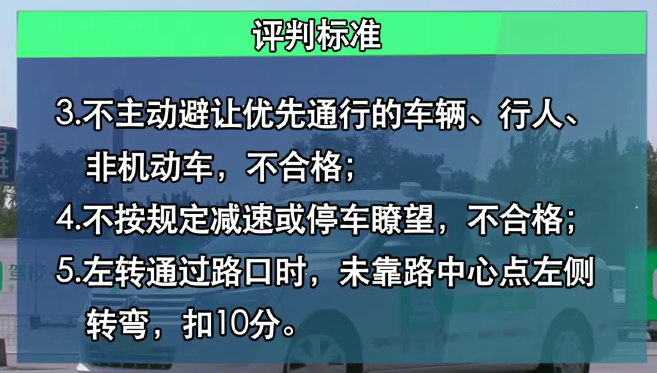 评判标准
3.不主动避让优先通行的车辆、行人、
非机动车，不合格；
4.不按规定减速或停车瞭望，不合格；
5.左转通过路口时，未靠路中心点左侧
转弯，扣10分。